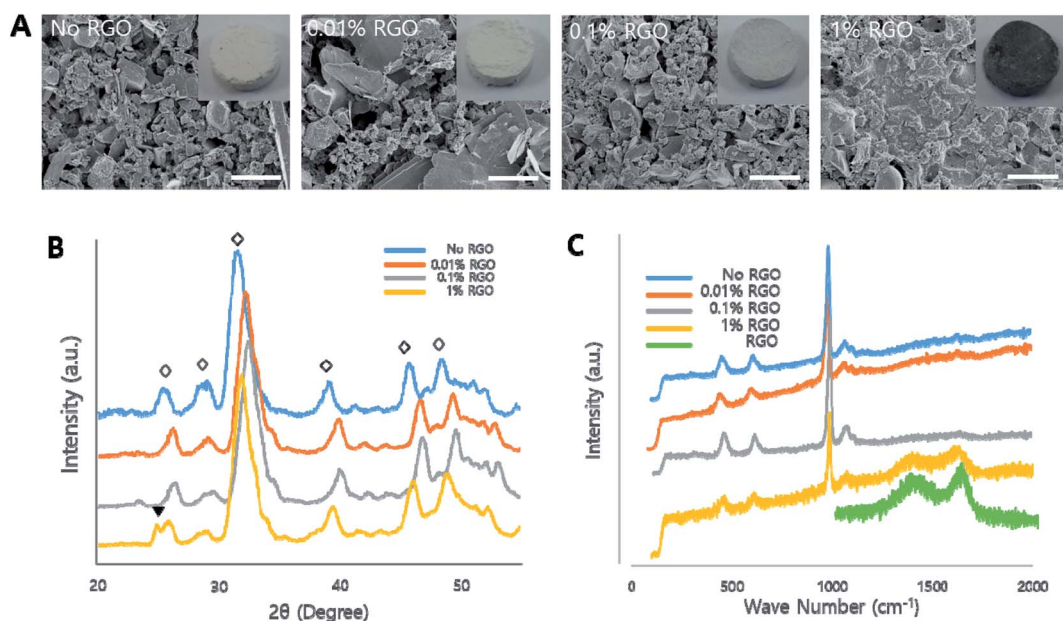 A
No RGO
0.01% RGO
0.1% RGO
1% RGO
B
No RGO
0.01% RGO
0.1% RGO
1% RGO
Intensity (a.u.)
20
30
40
50
2θ (Degree)
C
No RGO
0.01% RGO
0.1% RGO
1% RGO
RGO
Intensity (a.u.)
0
500
1000
1500
2000
Wave Number (cm⁻¹)